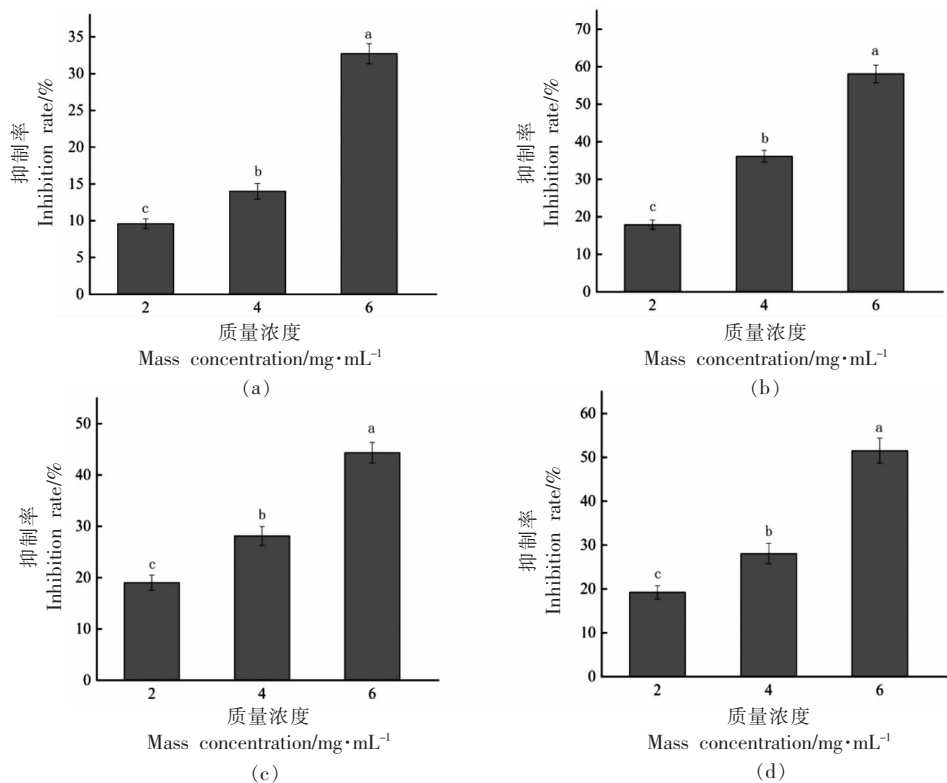 35
30
25
20
15
10
5
0
抑制率
Inhibition rate/%
c
b
a
2 4 6
质量浓度
Mass concentration/mg·mL⁻¹
(a)
70
60
50
40
30
20
10
0
抑制率
Inhibition rate/%
c
b
a
2 4 6
质量浓度
Mass concentration/mg·mL⁻¹
(b)
50
40
30
20
10
0
抑制率
Inhibition rate/%
c
b
a
2 4 6
质量浓度
Mass concentration/mg·mL⁻¹
(c)
60
50
40
30
20
10
0
抑制率
Inhibition rate/%
c
b
a
2 4 6
质量浓度
Mass concentration/mg·mL⁻¹
(d)